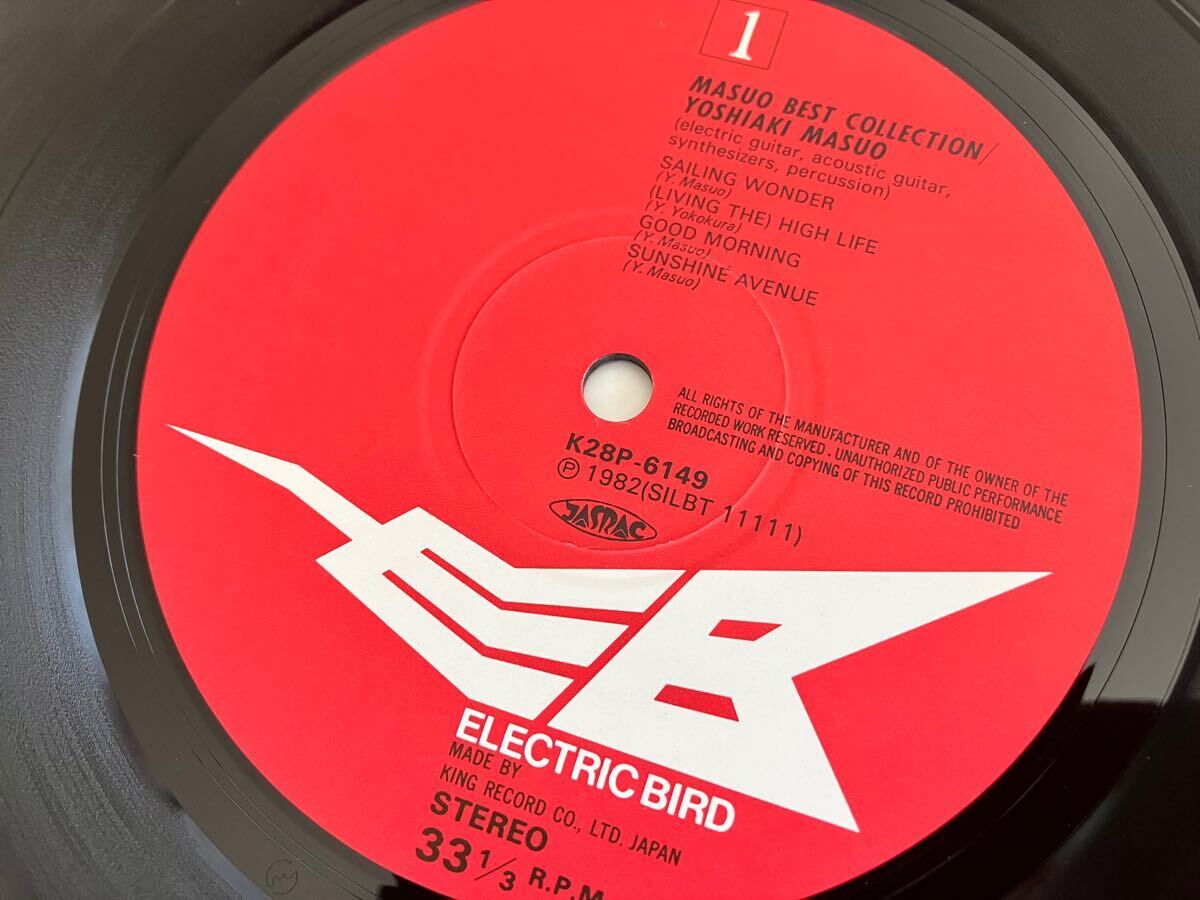 1
MASUO BEST COLLECTION/
YOSHIAKI MASUO
(electric guitar, acoustic guitar,
synthesizers, percussion)
SAILING WONDER
(Y. Masuo)
(LIVING THE) HIGH LIFE
(Y. Yokokura)
GOOD MORNING
(Y. Masuo)
SUNSHINE AVENUE
(Y. Masuo)
ALL RIGHTS OF THE MANUFACTURER AND OF THE OWNER OF THE
RECORDED WORK RESERVED. UNAUTHORIZED PUBLIC PERFORMANCE
BROADCASTING AND COPYING OF THIS RECORD PROHIBITED
K28P-6149
Ⓟ 1982(SILBT 11111)
JASRAC
EB
ELECTRIC BIRD
MADE BY
KING RECORD CO., LTD. JAPAN
STEREO
33 1/3 R.P.M